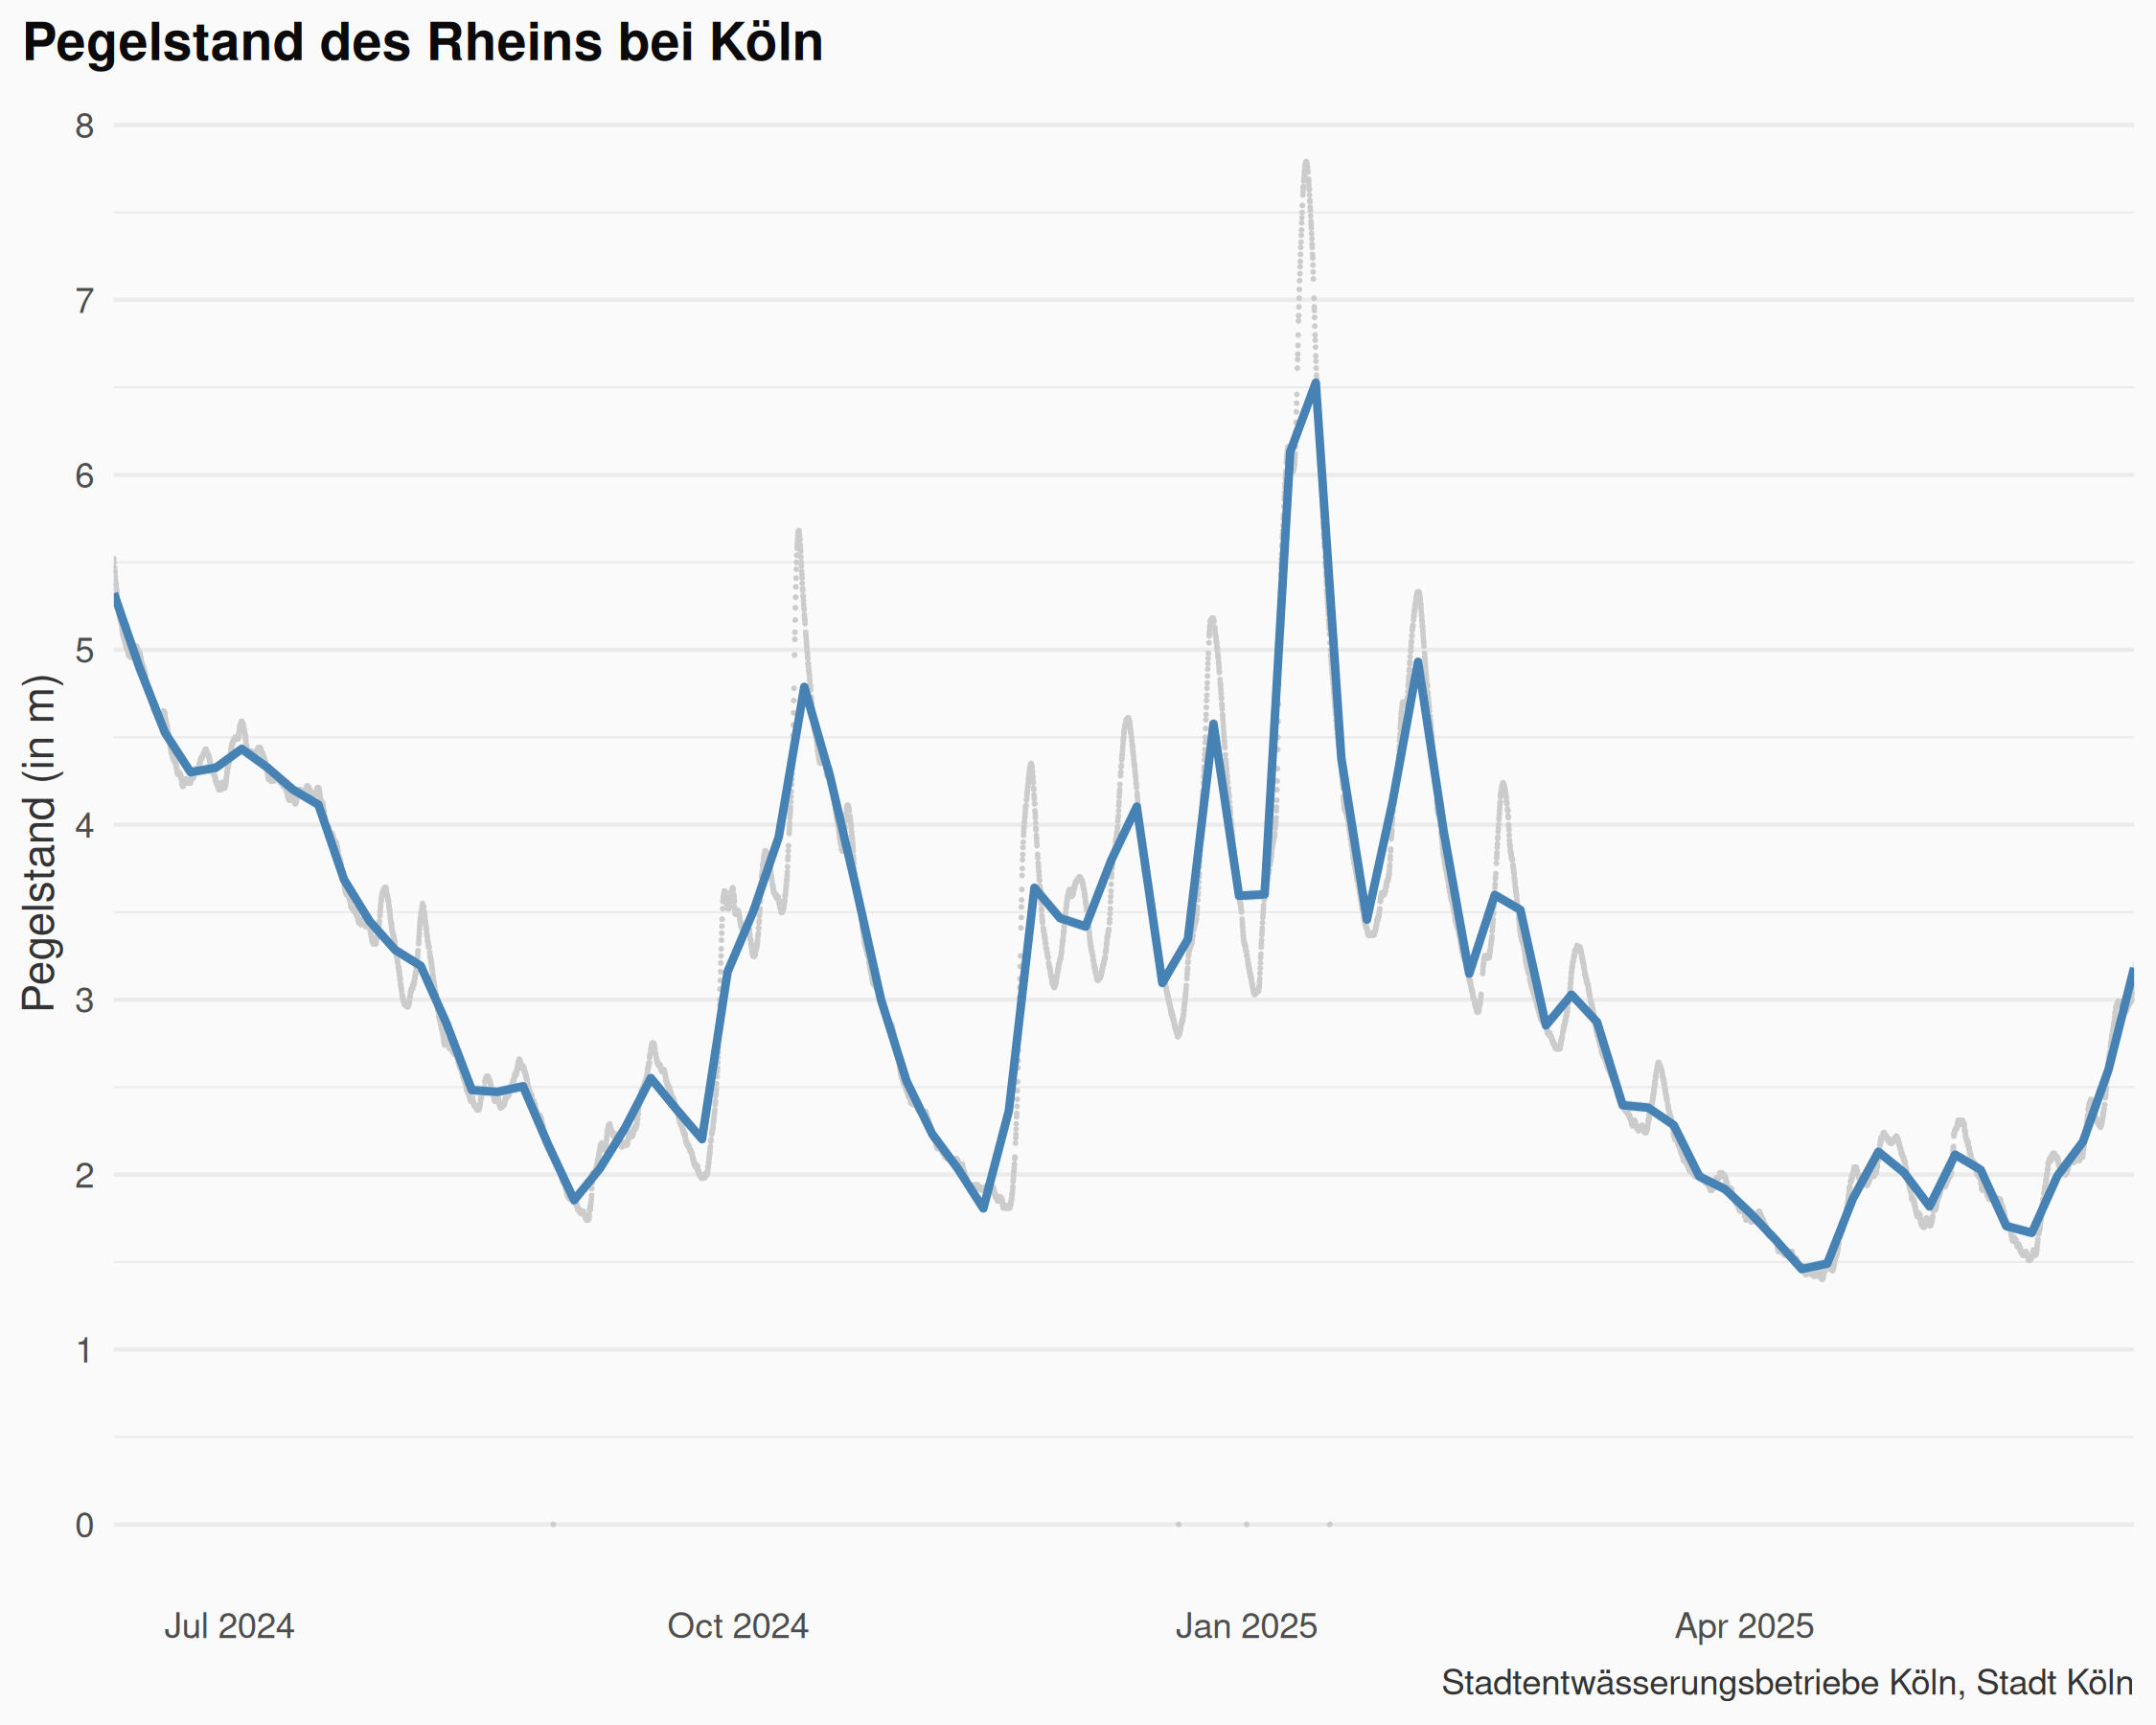 Pegelstand des Rheins bei Köln
Pegelstand (in m)
8
7
6
5
4
3
2
1
0
Jul 2024
Oct 2024
Jan 2025
Apr 2025
Stadtentwässerungsbetriebe Köln, Stadt Köln